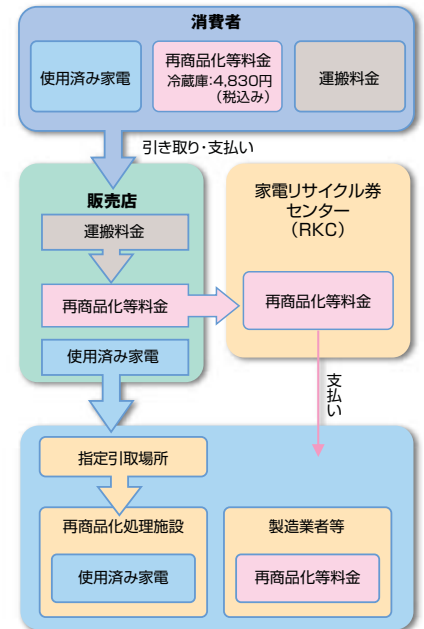 消費者
使用済み家電
再商品化等料金
冷蔵庫:4,830円
(税込み)
運搬料金
引き取り・支払い
販売店
運搬料金
再商品化等料金
使用済み家電
家電リサイクル券
センター
(RKC)
再商品化等料金
支払い
指定引取場所
再商品化処理施設
使用済み家電
製造業者等
再商品化等料金